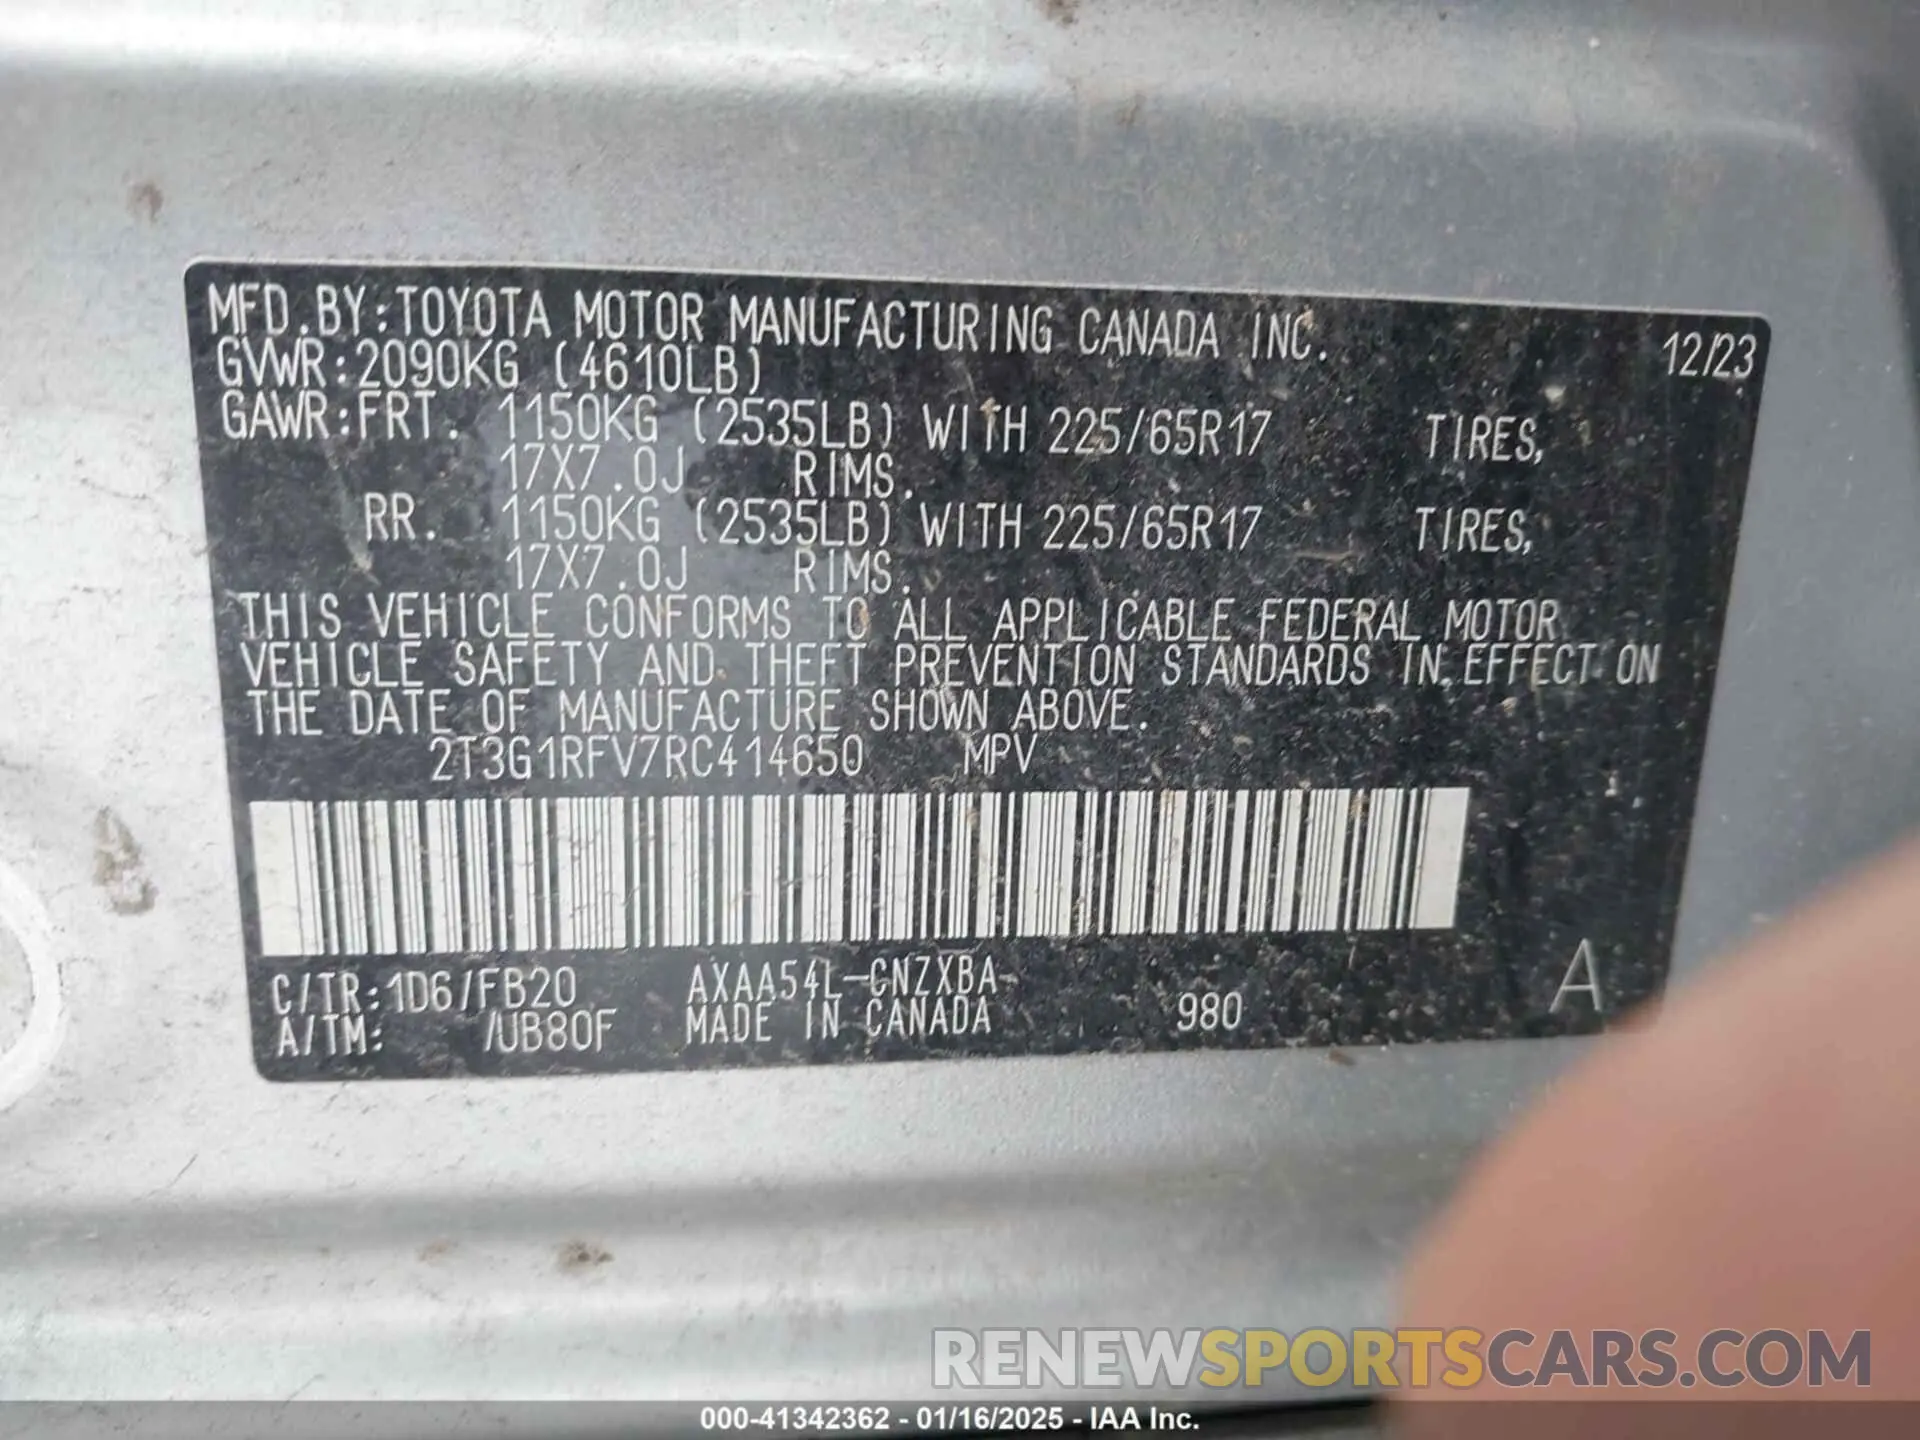 MFD.BY:TOYOTA MOTOR MANUFACTURING CANADA INC. 12/23
GVWR:2090KG (4610LB)
GAWR:FRT. 1150KG (2535LB) WITH 225/65R17 TIRES,
17X7.0J RIMS.
RR. 1150KG (2535LB) WITH 225/65R17 TIRES,
17X7.0J RIMS.
THIS VEHICLE CONFORMS TO ALL APPLICABLE FEDERAL MOTOR
VEHICLE SAFETY AND THEFT PREVENTION STANDARDS IN EFFECT ON
THE DATE OF MANUFACTURE SHOWN ABOVE.
2T3G1RFV7RC414650 MPV
C/TR:1D6/FB20 AXAA54L-CNZXBA
A/TM: /UB80F MADE IN CANADA 980 A
RENEWSPORTSCARS.COM
000-41342362 - 01/16/2025 - IAA Inc.